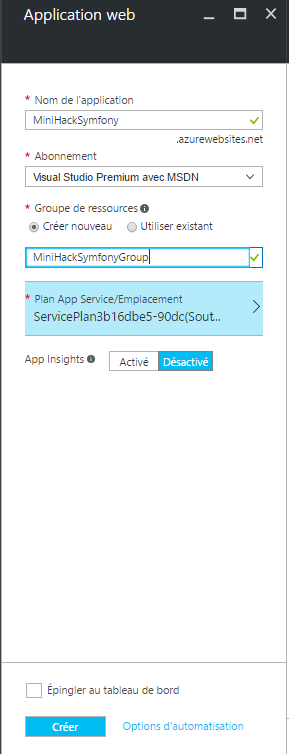 Application web
* Nom de l'application
MiniHackSymfony
.azurewebsites.net
* Abonnement
Visual Studio Premium avec MSDN
* Groupe de ressources
Créer nouveau Utiliser existant
MiniHackSymfonyGroup
* Plan App Service/Emplacement
ServicePlan3b16dbe5-90dc(Sout...
App Insights Activé Désactivé
Épingler au tableau de bord
Créer Options d'automatisation